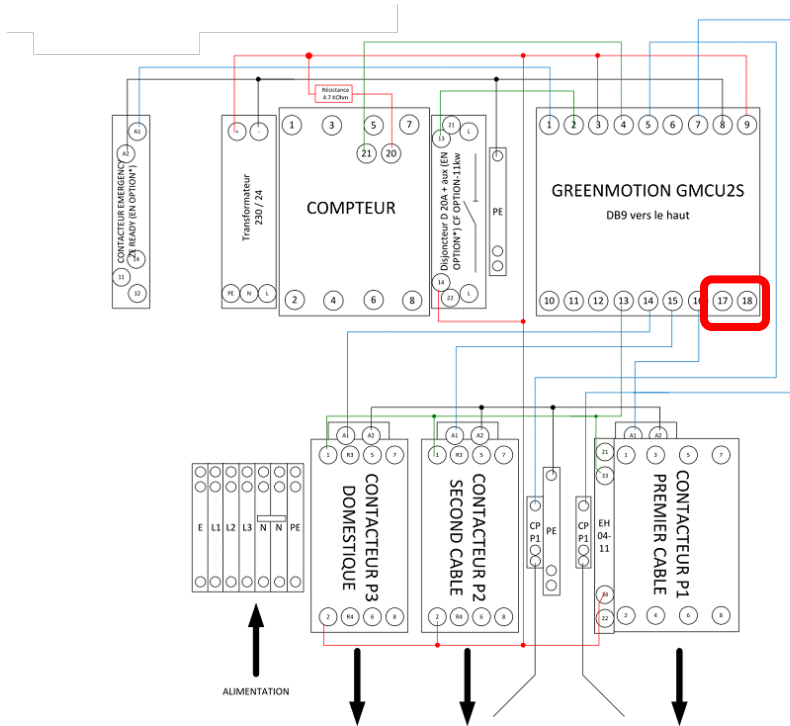 Résistance
4.7 KOhm
A1
A2
CONTACTEUR EMERGENCY
ZE READY (EN OPTION*)
14
11
12
+
-
Transformateur
230 / 24
PE
N
L
1
3
5
7
21
20
COMPTEUR
2
4
6
8
21
L
13
Disjoncteur D 20A + aux (EN
OPTION*) CF OPTION-11kw
14
22
L
PE
1
2
3
4
5
6
7
8
9
GREENMOTION GMCU2S
DB9 vers le haut
10
11
12
13
14
15
16
17
18
E
L1
L2
L3
N
N
PE
ALIMENTATION
A1
A2
1
R3
5
7
CONTACTEUR P3
DOMESTIQUE
2
R4
6
8
A1
A2
1
R3
5
7
CONTACTEUR P2
SECOND CABLE
2
R4
6
8
CP
P1
PE
CP
P1
21
33
EH
04-
11
34
22
A1
A2
1
3
5
7
CONTACTEUR P1
PREMIER CABLE
2
4
6
8